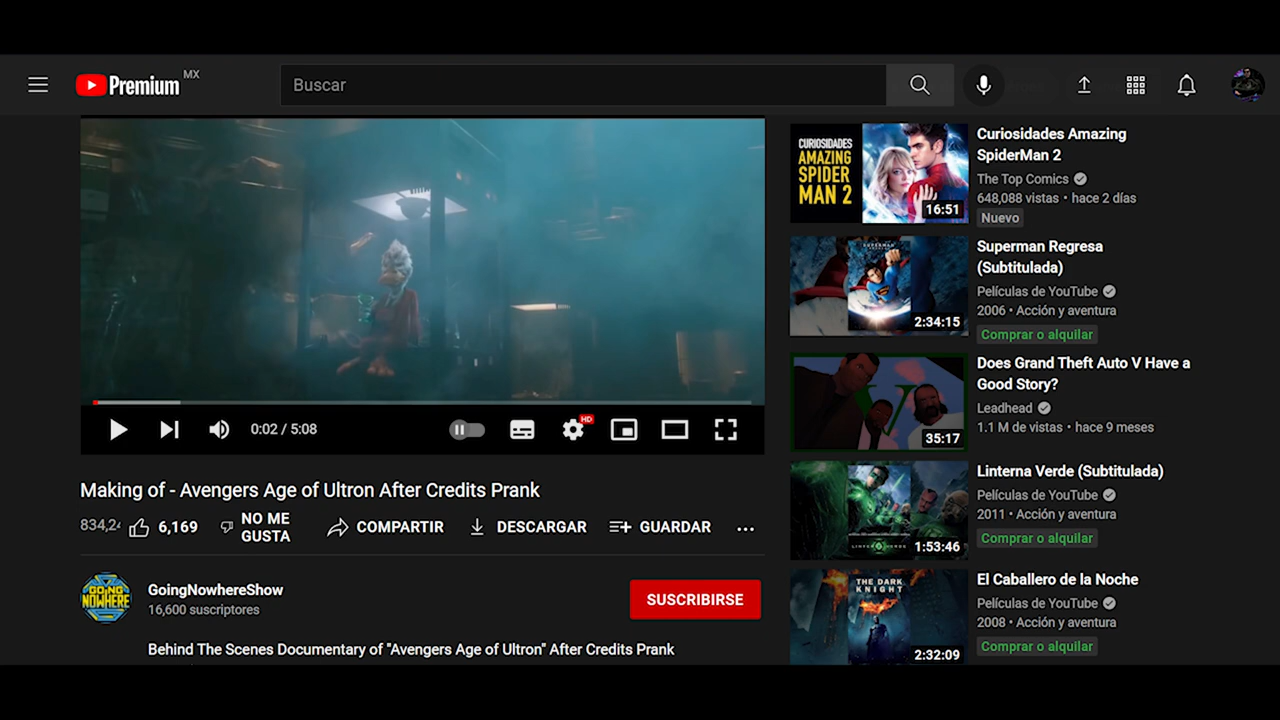 Premium MX
Buscar
0:02 / 5:08
HD
Making of - Avengers Age of Ultron After Credits Prank
834,24
6,169
NO ME
GUSTA
COMPARTIR
DESCARGAR
GUARDAR
GOING
NOWHERE
GoingNowhereShow
16,600 suscriptores
SUSCRIBIRSE
Behind The Scenes Documentary of "Avengers Age of Ultron" After Credits Prank
CURIOSIDADES
AMAZING
SPIDER
MAN 2
16:51
Curiosidades Amazing
SpiderMan 2
The Top Comics
648,088 vistas • hace 2 días
Nuevo
2:34:15
Superman Regresa
(Subtitulada)
Películas de YouTube
2006 • Acción y aventura
Comprar o alquilar
V
35:17
Does Grand Theft Auto V Have a
Good Story?
Leadhead
1.1 M de vistas • hace 9 meses
1:53:46
Linterna Verde (Subtitulada)
Películas de YouTube
2011 • Acción y aventura
Comprar o alquilar
THE DARK
KNIGHT
2:32:09
El Caballero de la Noche
Películas de YouTube
2008 • Acción y aventura
Comprar o alquilar